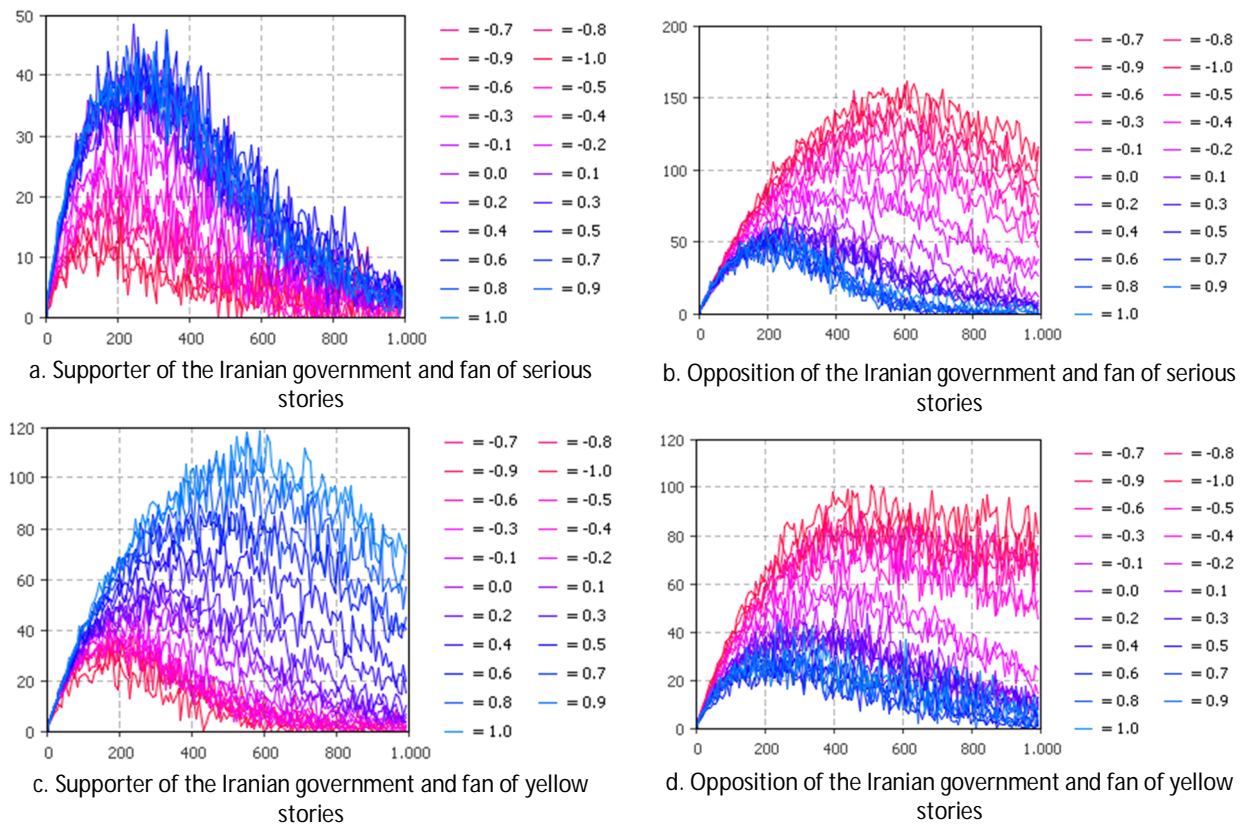 50
40
30
20
10
0
0 200 400 600 800 1.000
= -0.7 = -0.8
= -0.9 = -1.0
= -0.6 = -0.5
= -0.3 = -0.4
= -0.1 = -0.2
= 0.0 = 0.1
= 0.2 = 0.3
= 0.4 = 0.5
= 0.6 = 0.7
= 0.8 = 0.9
= 1.0
a. Supporter of the Iranian government and fan of serious
stories
200
150
100
50
0
0 200 400 600 800 1.000
= -0.7 = -0.8
= -0.9 = -1.0
= -0.6 = -0.5
= -0.3 = -0.4
= -0.1 = -0.2
= 0.0 = 0.1
= 0.2 = 0.3
= 0.4 = 0.5
= 0.6 = 0.7
= 0.8 = 0.9
= 1.0
b. Opposition of the Iranian government and fan of serious
stories
120
100
80
60
40
20
0
0 200 400 600 800 1.000
= -0.7 = -0.8
= -0.9 = -1.0
= -0.6 = -0.5
= -0.3 = -0.4
= -0.1 = -0.2
= 0.0 = 0.1
= 0.2 = 0.3
= 0.4 = 0.5
= 0.6 = 0.7
= 0.8 = 0.9
= 1.0
c. Supporter of the Iranian government and fan of yellow
stories
120
100
80
60
40
20
0
0 200 400 600 800 1.000
= -0.7 = -0.8
= -0.9 = -1.0
= -0.6 = -0.5
= -0.3 = -0.4
= -0.1 = -0.2
= 0.0 = 0.1
= 0.2 = 0.3
= 0.4 = 0.5
= 0.6 = 0.7
= 0.8 = 0.9
= 1.0
d. Opposition of the Iranian government and fan of yellow
stories